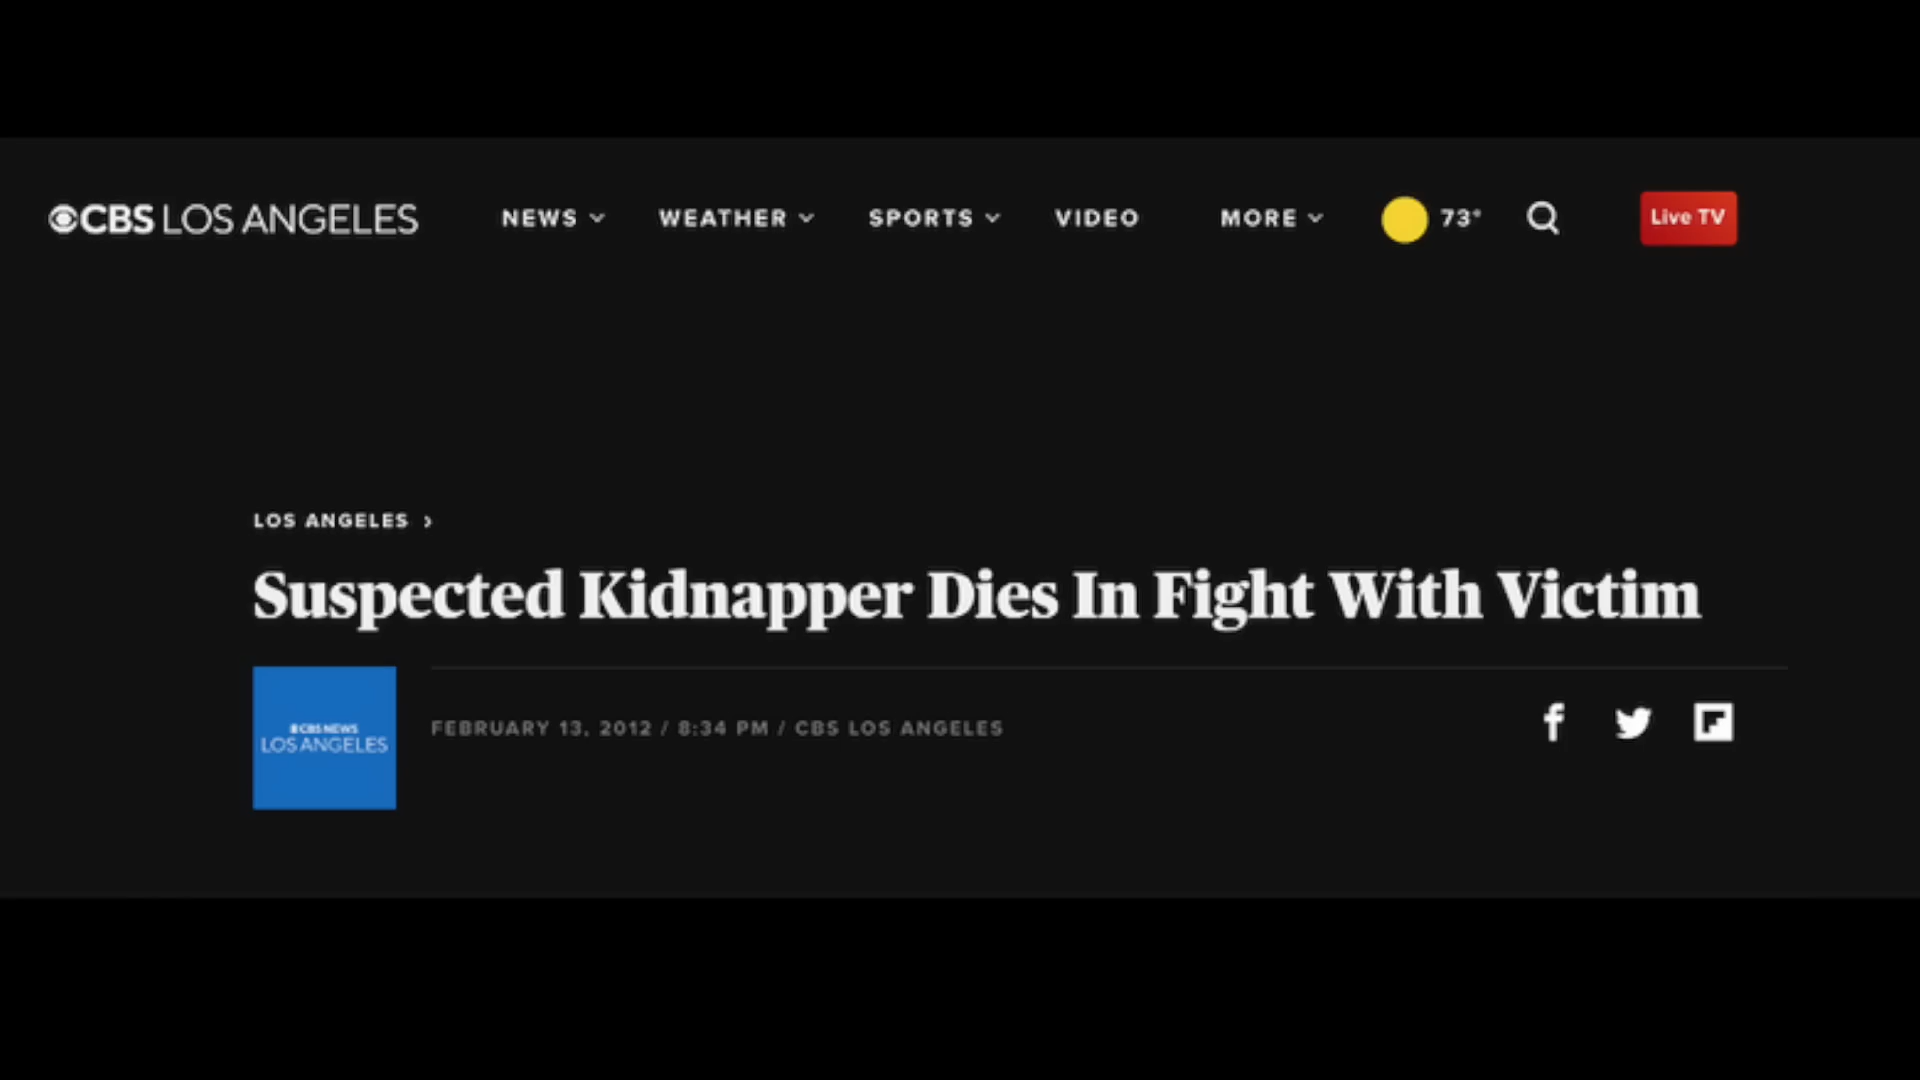 CBS LOS ANGELES NEWS WEATHER SPORTS VIDEO MORE 73° Live TV
LOS ANGELES >
Suspected Kidnapper Dies In Fight With Victim
CBS NEWS
LOS ANGELES
FEBRUARY 13, 2012 / 8:34 PM / CBS LOS ANGELES